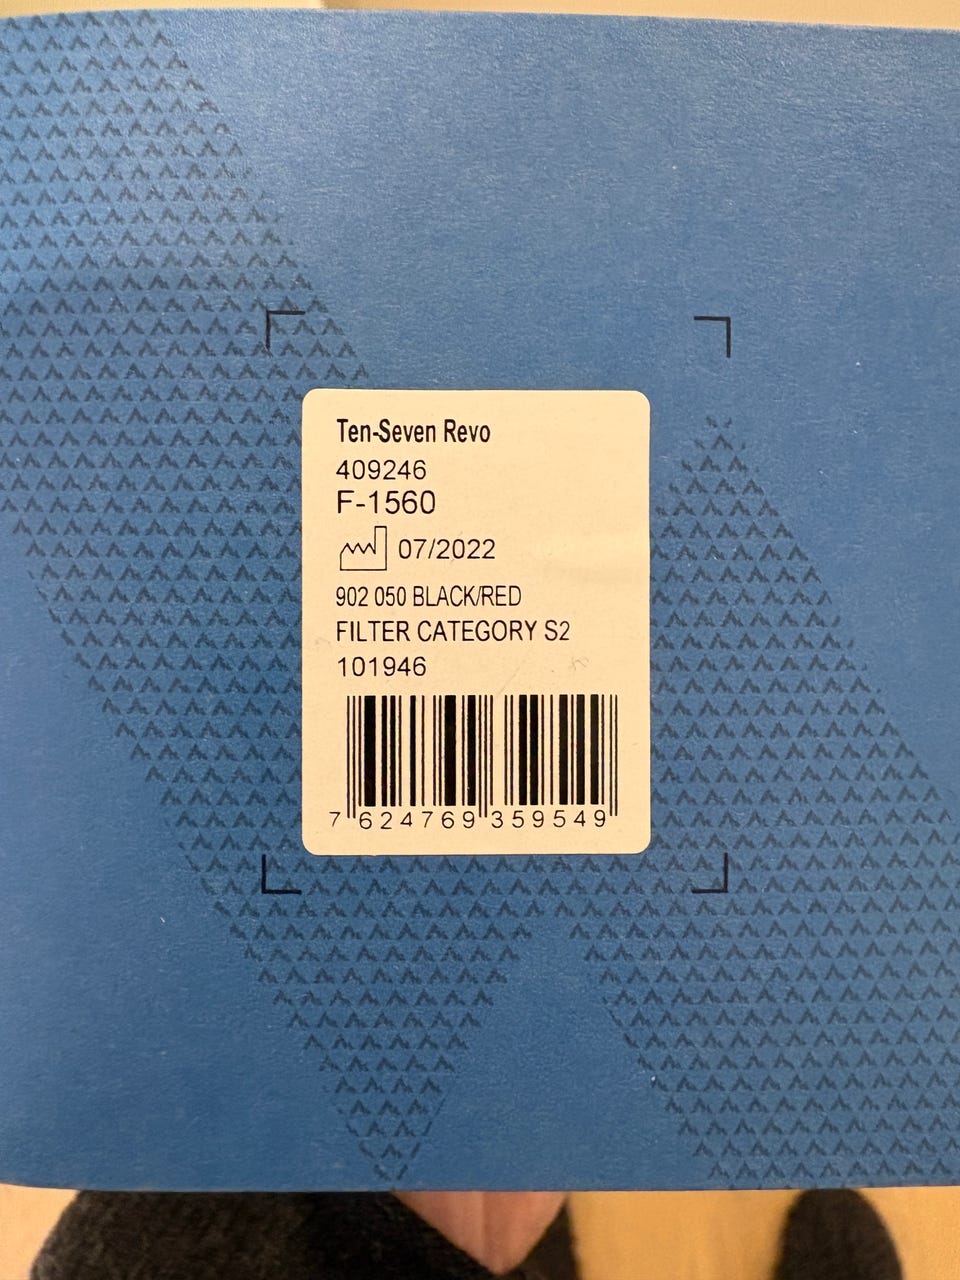 Ten-Seven Revo
409246
F-1560
07/2022
902 050 BLACK/RED
FILTER CATEGORY S2
101946
7 624769 359549